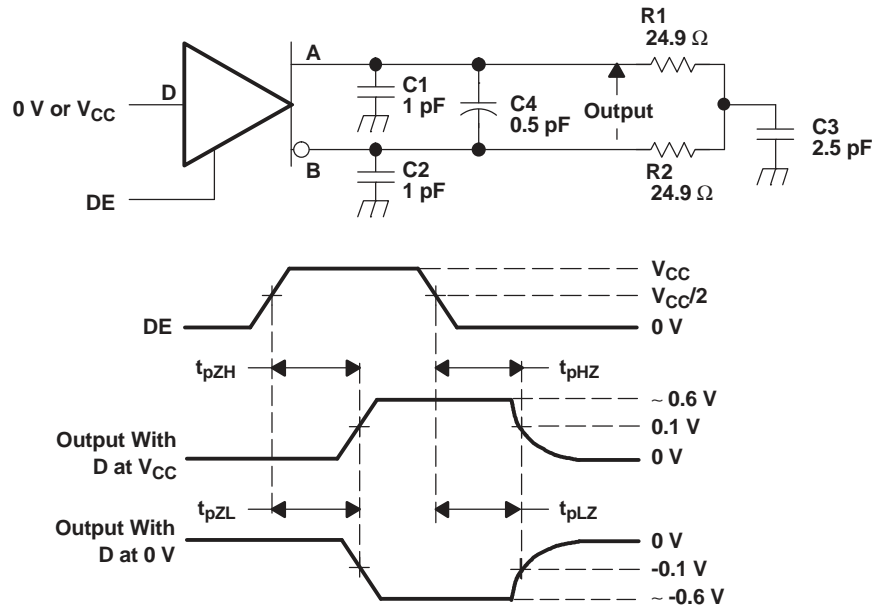 R1
24.9 Ω
A
D
C1
1 pF
C4
0.5 pF
Output
0 V or VCC
C3
2.5 pF
B
C2
1 pF
R2
24.9 Ω
DE
VCC
VCC/2
DE
0 V
tpZH
tpHZ
~ 0.6 V
0.1 V
Output With
D at VCC
0 V
tpZL
tpLZ
Output With
D at 0 V
0 V
-0.1 V
~ -0.6 V